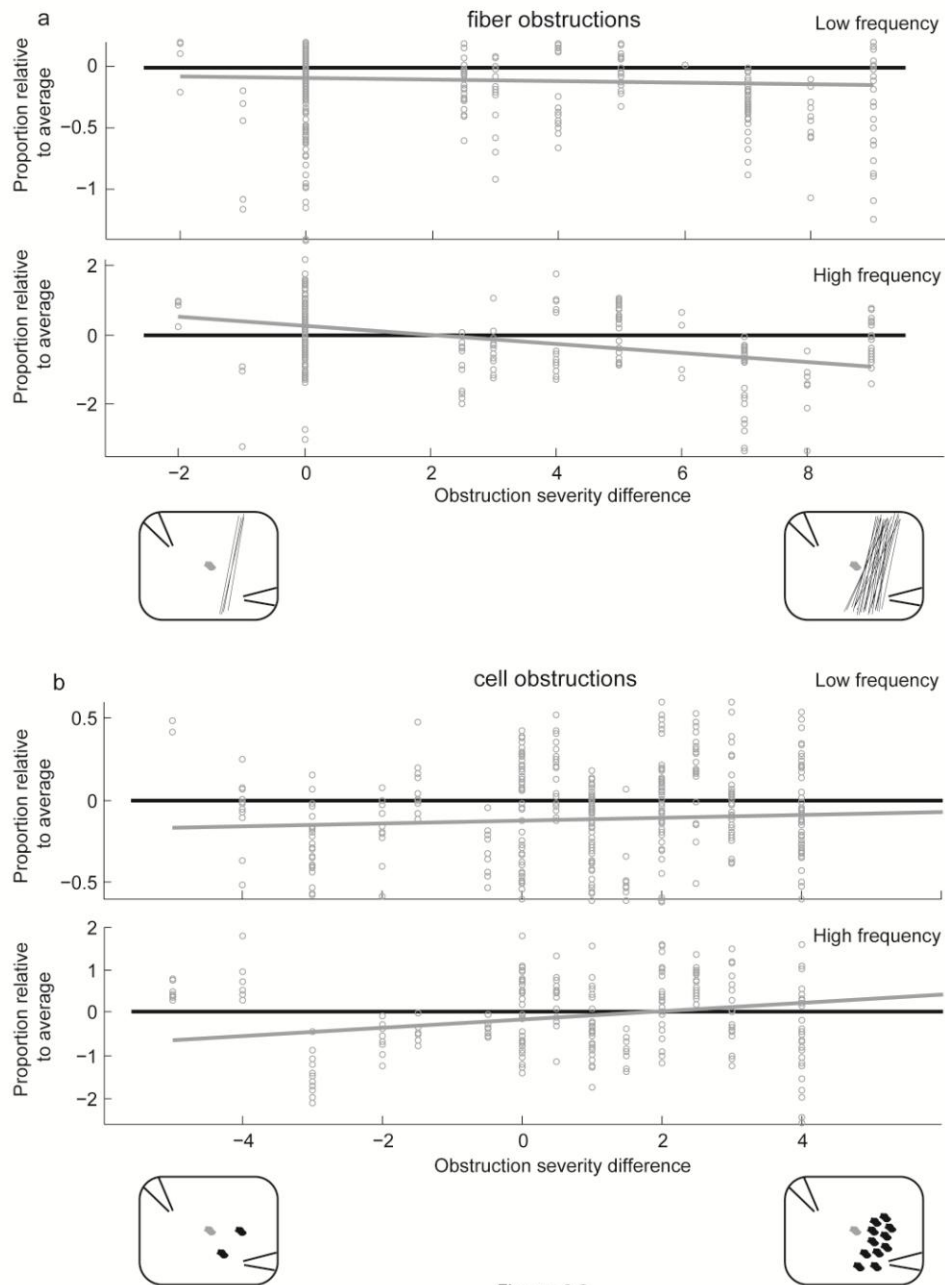 a
fiber obstructions
Low frequency
Proportion relative
to average
0
−0.5
−1
High frequency
Proportion relative
to average
2
0
−2
−2 0 2 4 6 8
Obstruction severity difference
b
cell obstructions
Low frequency
Proportion relative
to average
0.5
0
−0.5
High frequency
Proportion relative
to average
2
1
0
−1
−2
−4 −2 0 2 4
Obstruction severity difference